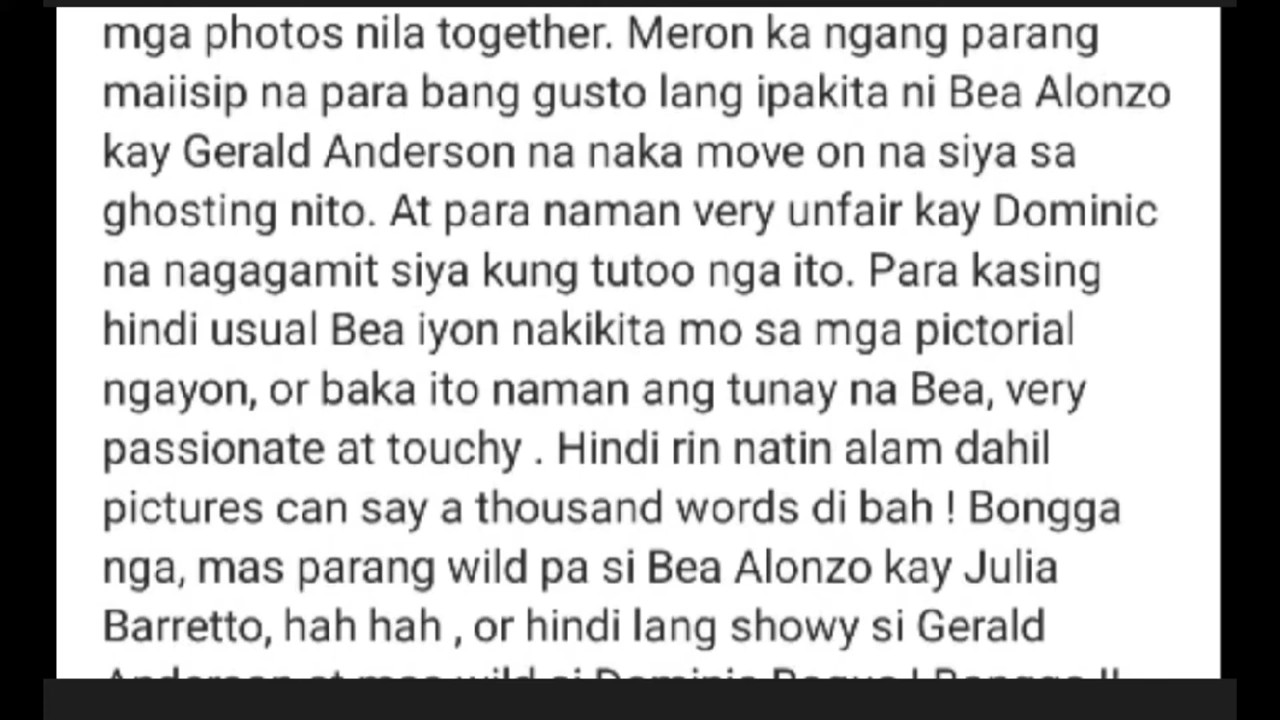 mga photos nila together. Meron ka ngang parang
maiisip na para bang gusto lang ipakita ni Bea Alonzo
kay Gerald Anderson na naka move on na siya sa
ghosting nito. At para naman very unfair kay Dominic
na nagagamit siya kung tutoo nga ito. Para kasing
hindi usual Bea iyon nakikita mo sa mga pictorial
ngayon, or baka ito naman ang tunay na Bea, very
passionate at touchy . Hindi rin natin alam dahil
pictures can say a thousand words di bah ! Bongga
nga, mas parang wild pa si Bea Alonzo kay Julia
Barretto, hah hah , or hindi lang showy si Gerald